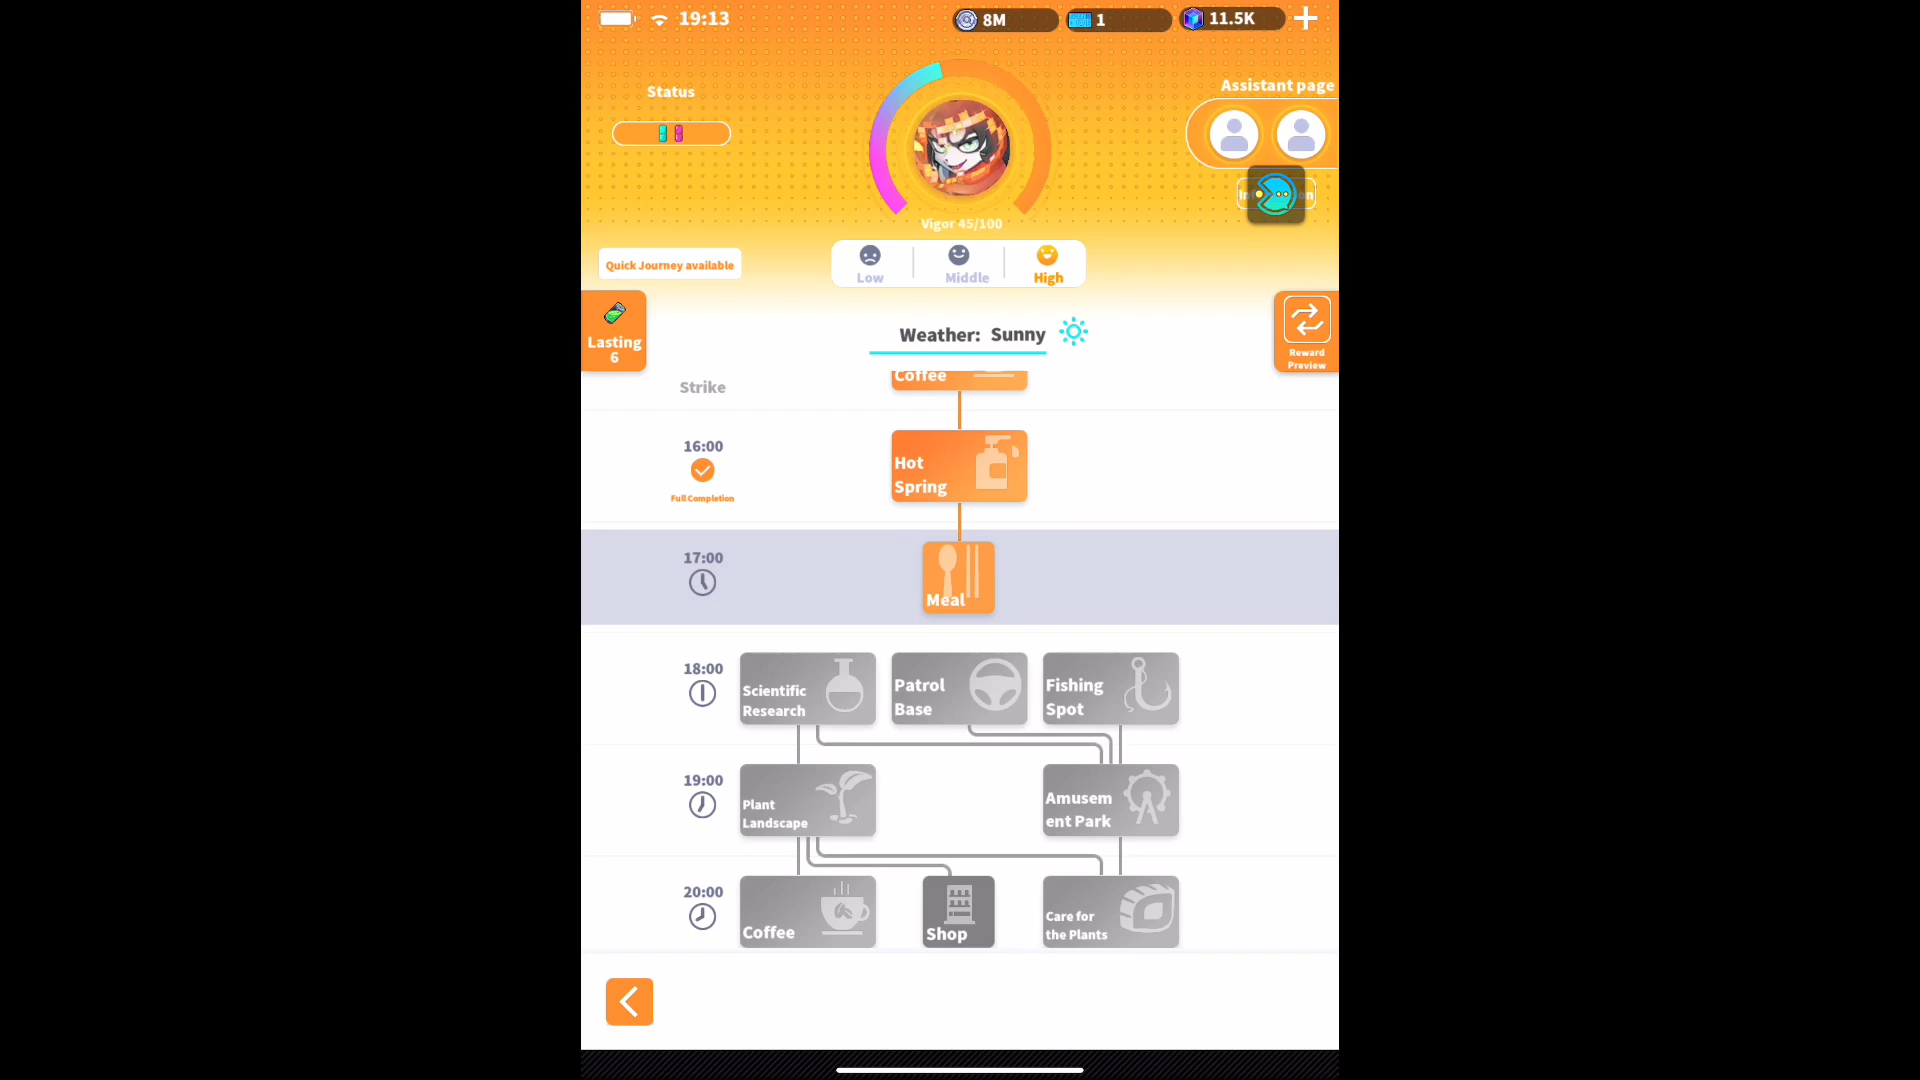 19:13
8M
1
11.5K
Status
Assistant page
Vigor 45/100
Quick Journey available
Low
Middle
High
Lasting
6
Weather: Sunny
Reward
Preview
Strike
Coffee
16:00
Full Completion
Hot
Spring
17:00
Meal
18:00
Scientific
Research
Patrol
Base
Fishing
Spot
19:00
Plant
Landscape
Amusem
ent Park
20:00
Coffee
Shop
Care for
the Plants